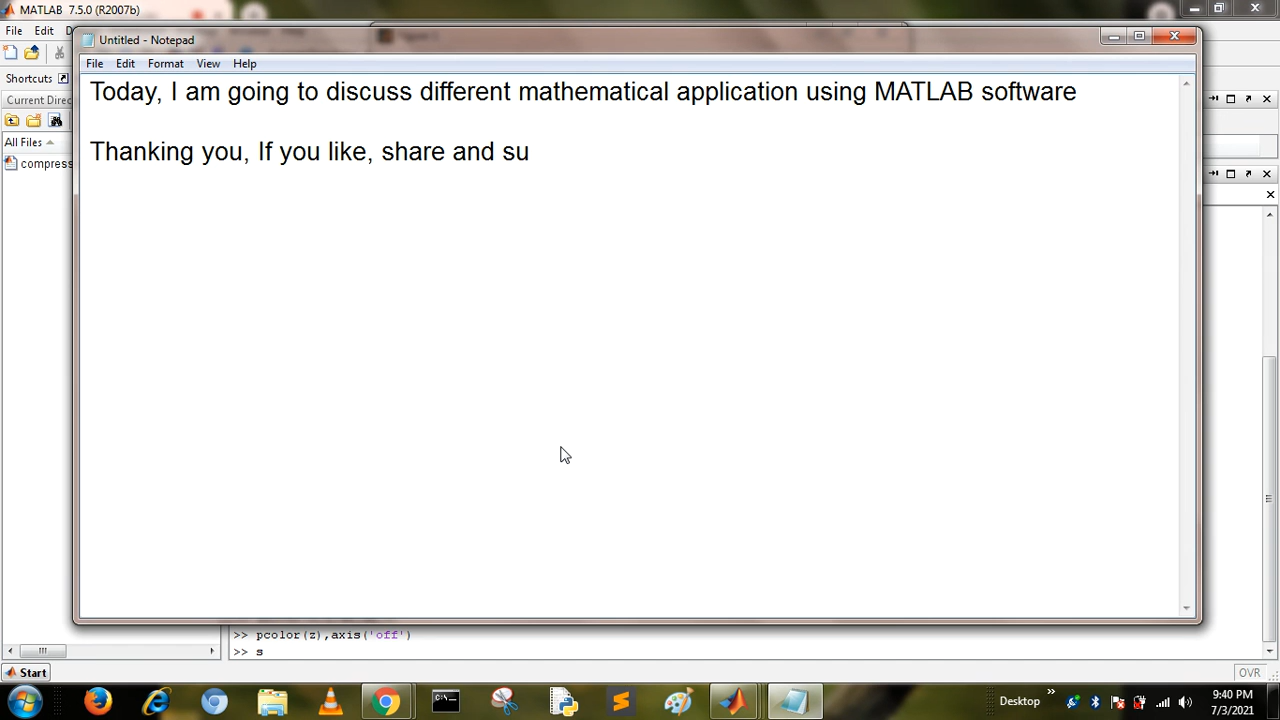 MATLAB 7.5.0 (R2007b)
File Edit D
Untitled - Notepad
File Edit Format View Help
Shortcuts
Current Direc
All Files
compress
Today, I am going to discuss different mathematical application using MATLAB software
Thanking you, If you like, share and su
>> pcolor(z),axis('off')
>> s
Start
OVR
C:\
Desktop
9:40 PM
7/3/2021